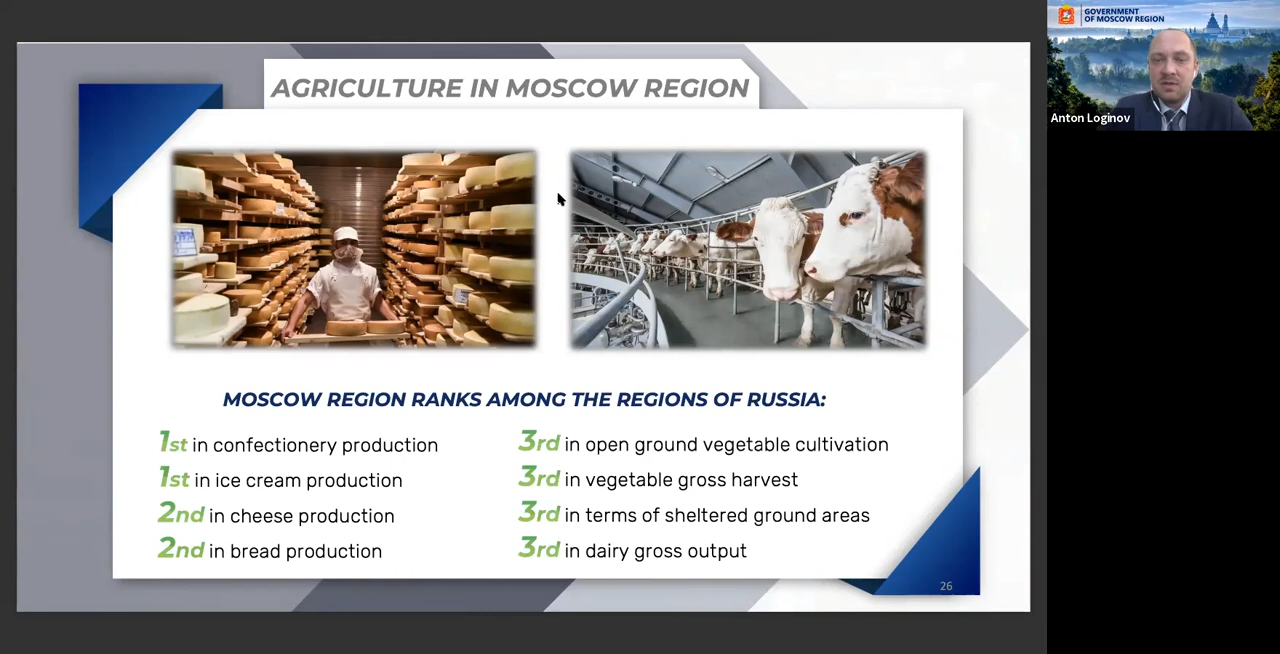 AGRICULTURE IN MOSCOW REGION
MOSCOW REGION RANKS AMONG THE REGIONS OF RUSSIA:
1st in confectionery production
1st in ice cream production
2nd in cheese production
2nd in bread production
3rd in open ground vegetable cultivation
3rd in vegetable gross harvest
3rd in terms of sheltered ground areas
3rd in dairy gross output
26
GOVERNMENT
OF MOSCOW REGION
Anton Loginov